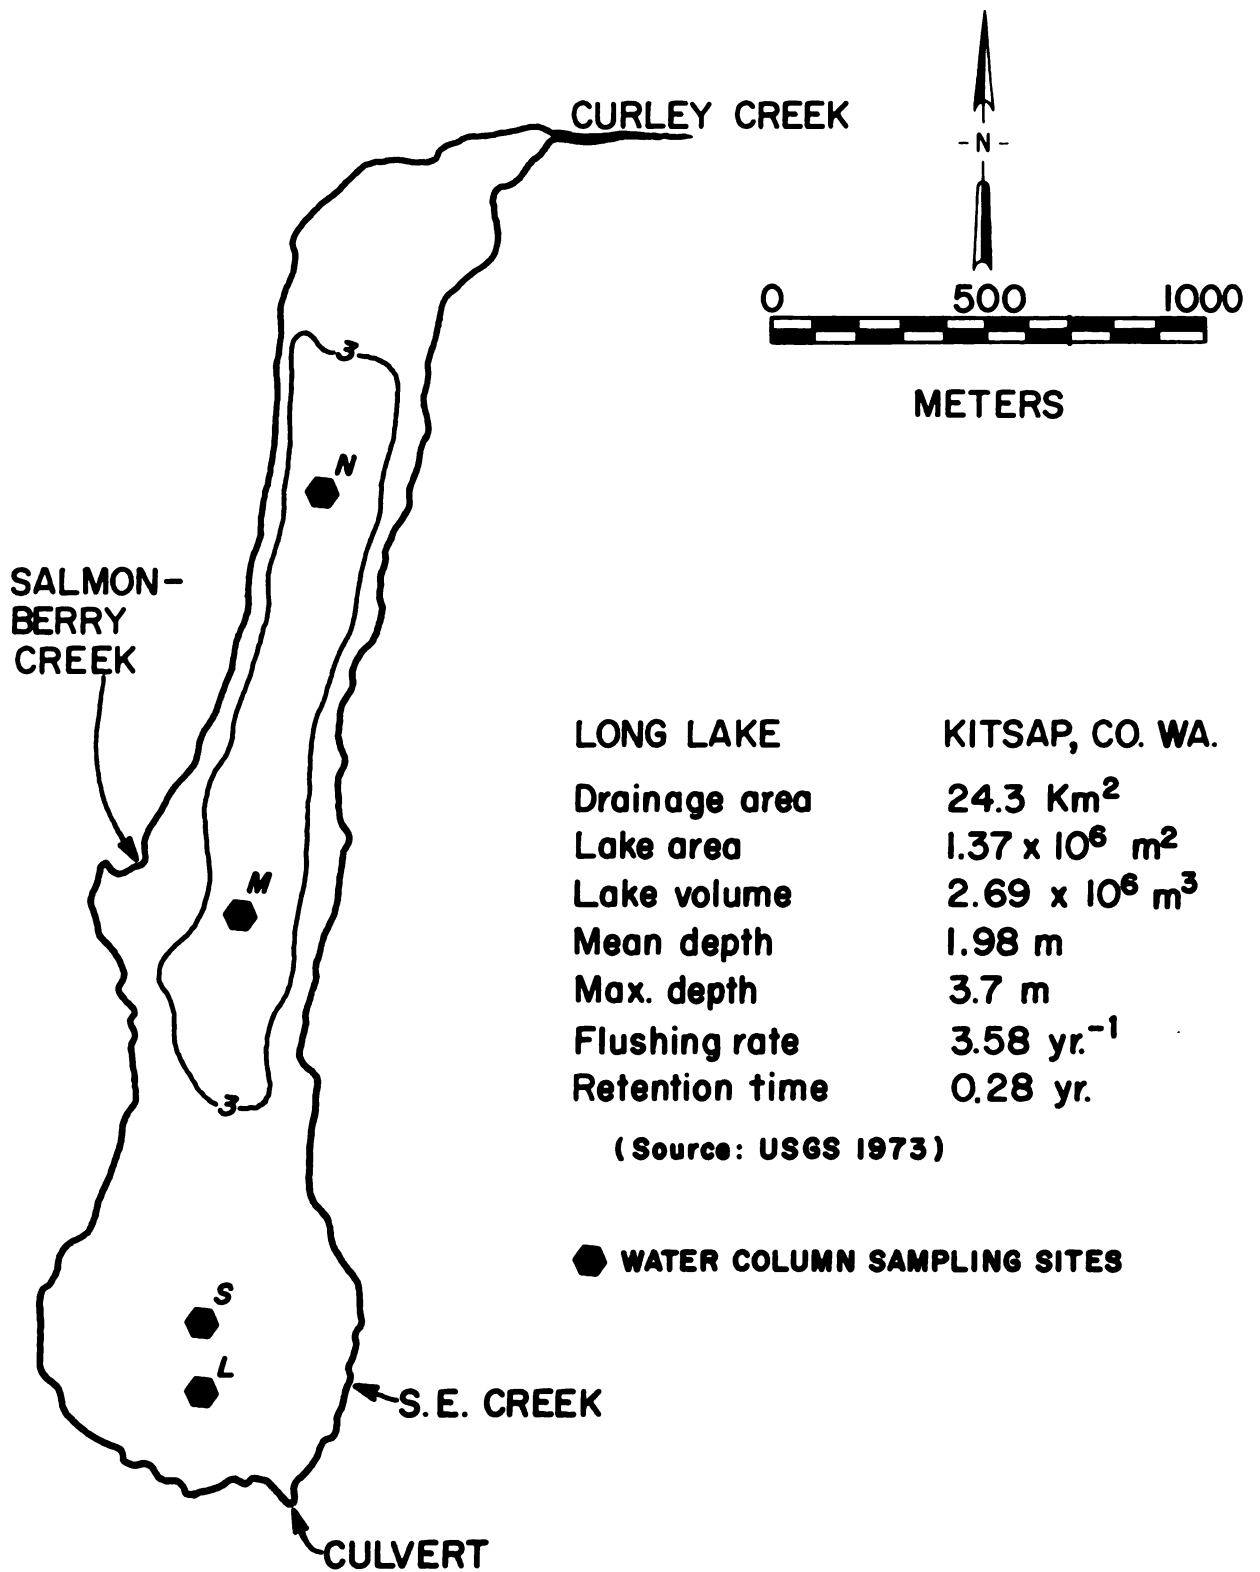 CURLEY CREEK
-N-
0 500 1000
METERS
3
N
SALMON-
BERRY
CREEK
LONG LAKE KITSAP, CO. WA.
Drainage area 24.3 Km²
Lake area 1.37 x 10⁶ m²
Lake volume 2.69 x 10⁶ m³
Mean depth 1.98 m
Max. depth 3.7 m
Flushing rate 3.58 yr.⁻¹
Retention time 0.28 yr.
(Source: USGS 1973)
M
3
WATER COLUMN SAMPLING SITES
S
L
S.E. CREEK
CULVERT